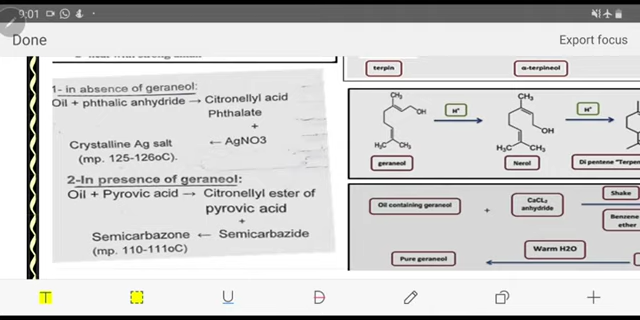 9:01
Done
Export focus
1- in absence of geraneol:
Oil + phthalic anhydride → Citronellyl acid
Phthalate
+
Crystalline Ag salt ← AgNO3
(mp. 125-126oC).
2-In presence of geraneol:
Oil + Pyrovic acid → Citronellyl ester of
pyrovic acid
+
Semicarbazone ← Semicarbazide
(mp. 110-111oC)
terpin
α-terpineol
CH3
OH
H3C CH3
geraneol
H+
CH3
OH
H3C CH3
Nerol
H+
Di pentene "Terpen
Oil containing geraneol
+
CaCL2
anhydride
Shake
Benzene
ether
Warm H2O
Pure geraneol
T
U
D